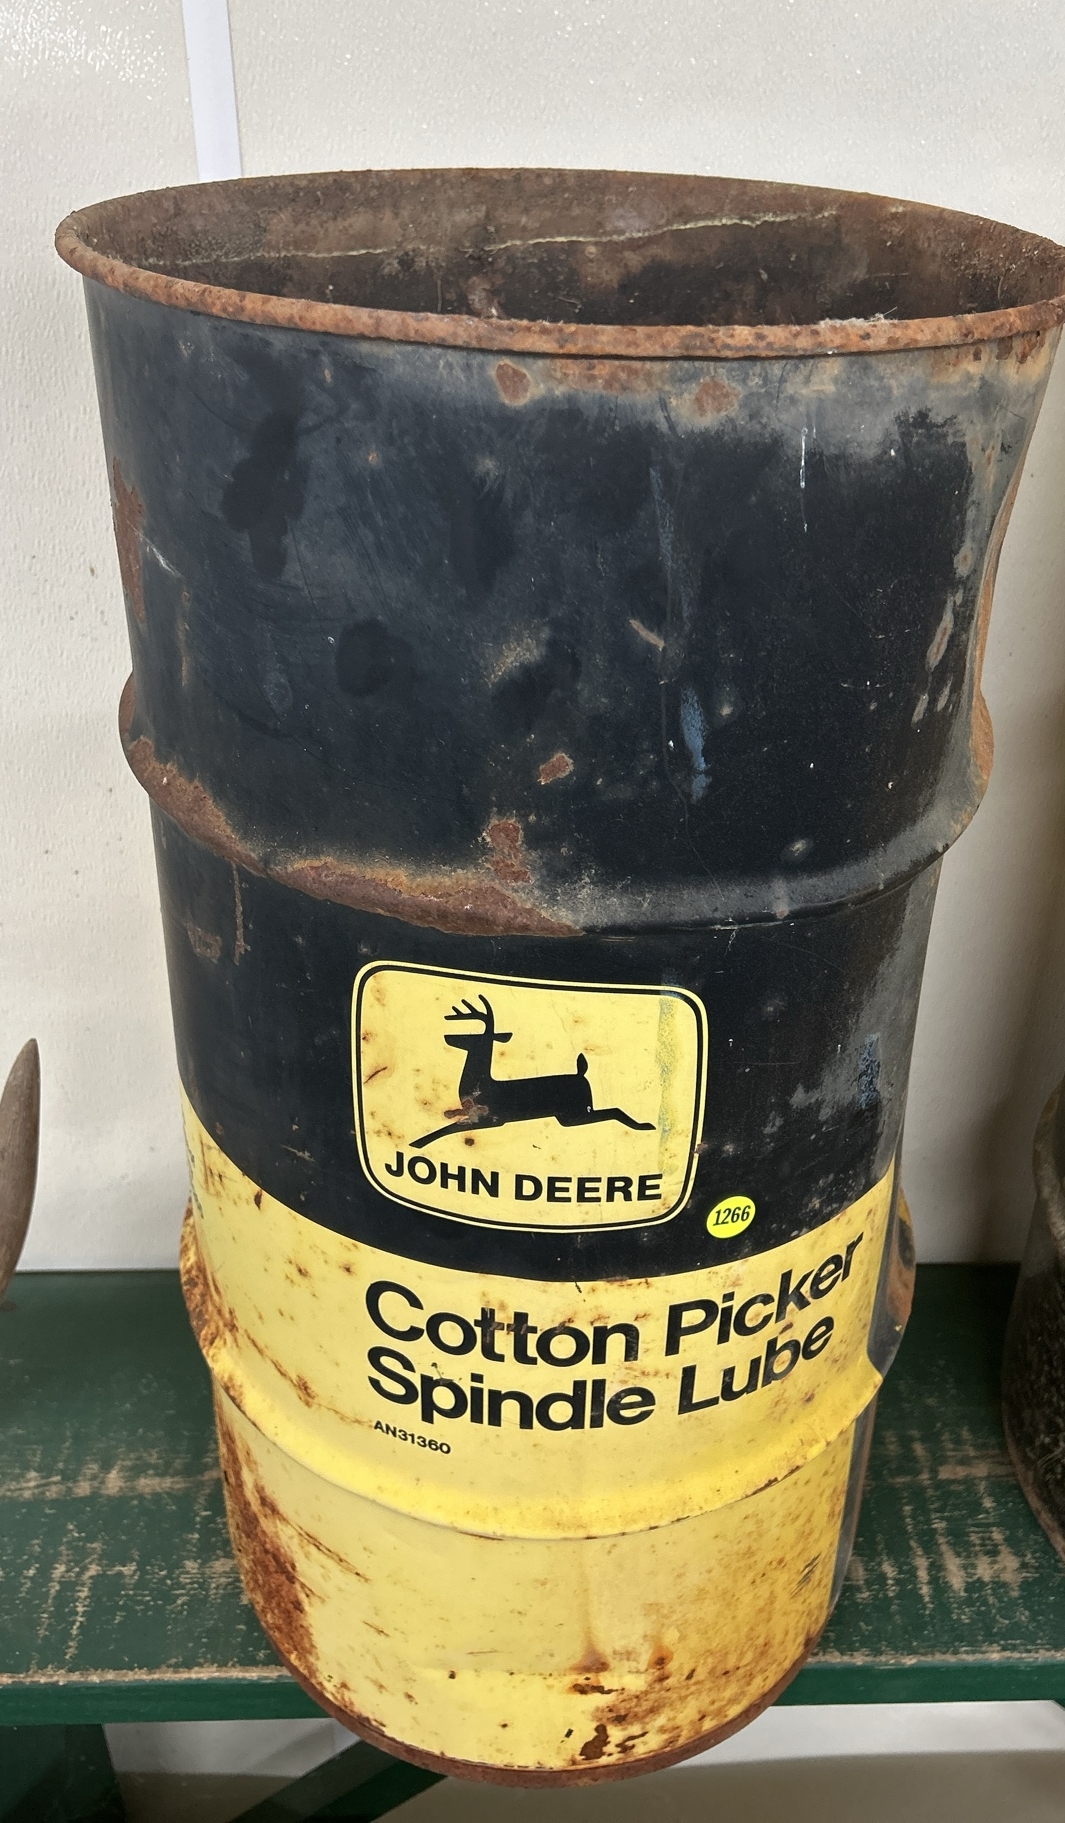 JOHN DEERE
1266
Cotton Picker
Spindle Lube
AN31360